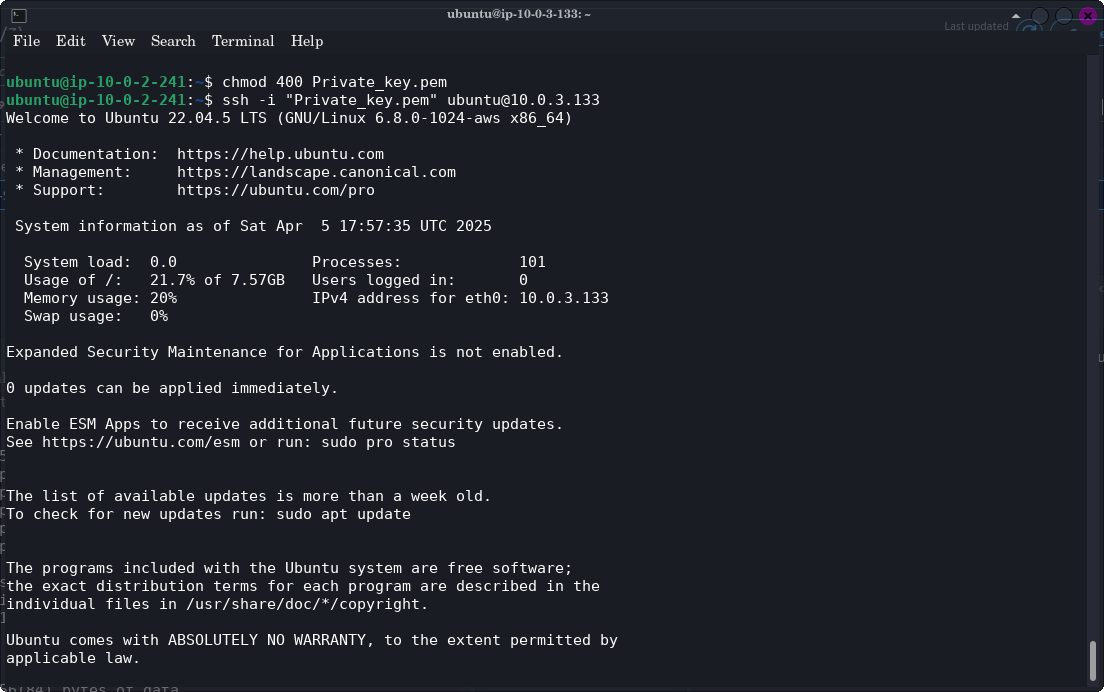 ubuntu@ip-10-0-3-133: ~
Last updated
File Edit View Search Terminal Help
ubuntu@ip-10-0-2-241:~$ chmod 400 Private_key.pem
ubuntu@ip-10-0-2-241:~$ ssh -i "Private_key.pem" ubuntu@10.0.3.133
Welcome to Ubuntu 22.04.5 LTS (GNU/Linux 6.8.0-1024-aws x86_64)
* Documentation: https://help.ubuntu.com
* Management: https://landscape.canonical.com
* Support: https://ubuntu.com/pro
System information as of Sat Apr 5 17:57:35 UTC 2025
System load: 0.0 Processes: 101
Usage of /: 21.7% of 7.57GB Users logged in: 0
Memory usage: 20% IPv4 address for eth0: 10.0.3.133
Swap usage: 0%
Expanded Security Maintenance for Applications is not enabled.
0 updates can be applied immediately.
Enable ESM Apps to receive additional future security updates.
See https://ubuntu.com/esm or run: sudo pro status
The list of available updates is more than a week old.
To check for new updates run: sudo apt update
The programs included with the Ubuntu system are free software;
the exact distribution terms for each program are described in the
individual files in /usr/share/doc/*/copyright.
Ubuntu comes with ABSOLUTELY NO WARRANTY, to the extent permitted by
applicable law.
bytes of data